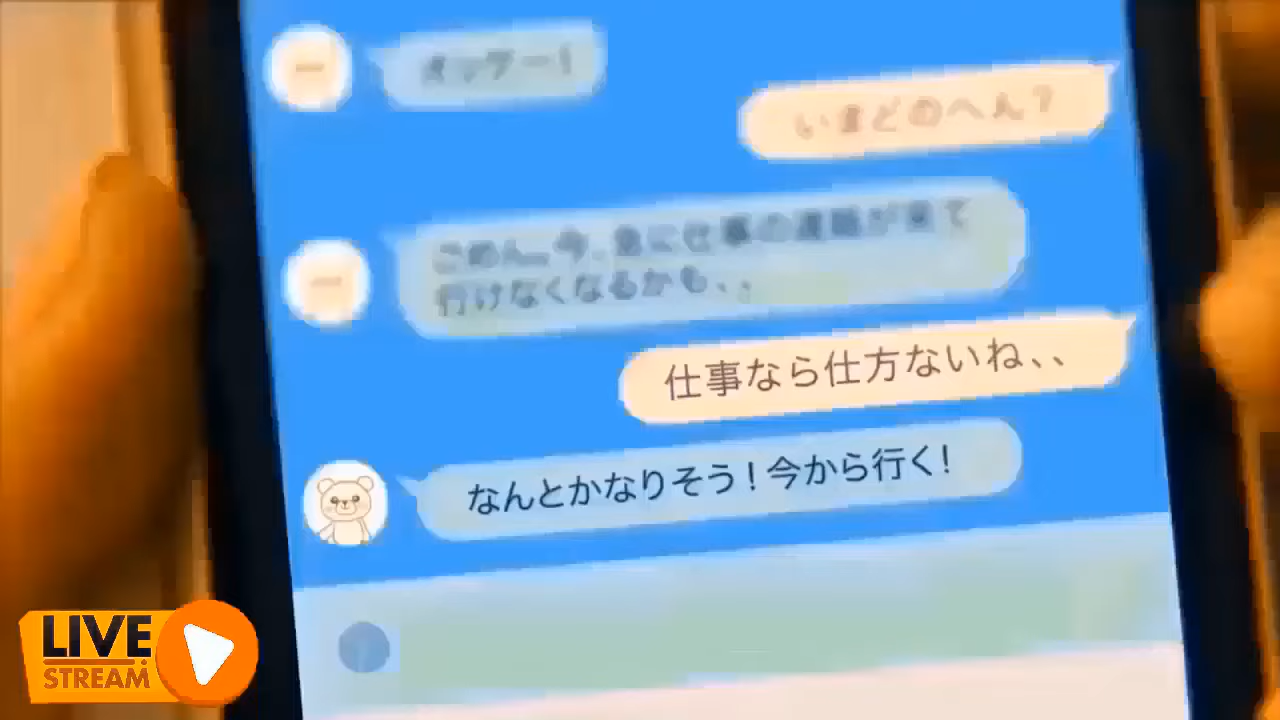 オッケー!
いまどのへん?
ごめん。今、急に仕事の連絡が来て
行けなくなるかも、、
仕事なら仕方ないね、、
なんとかなりそう!今から行く!
LIVE
STREAM